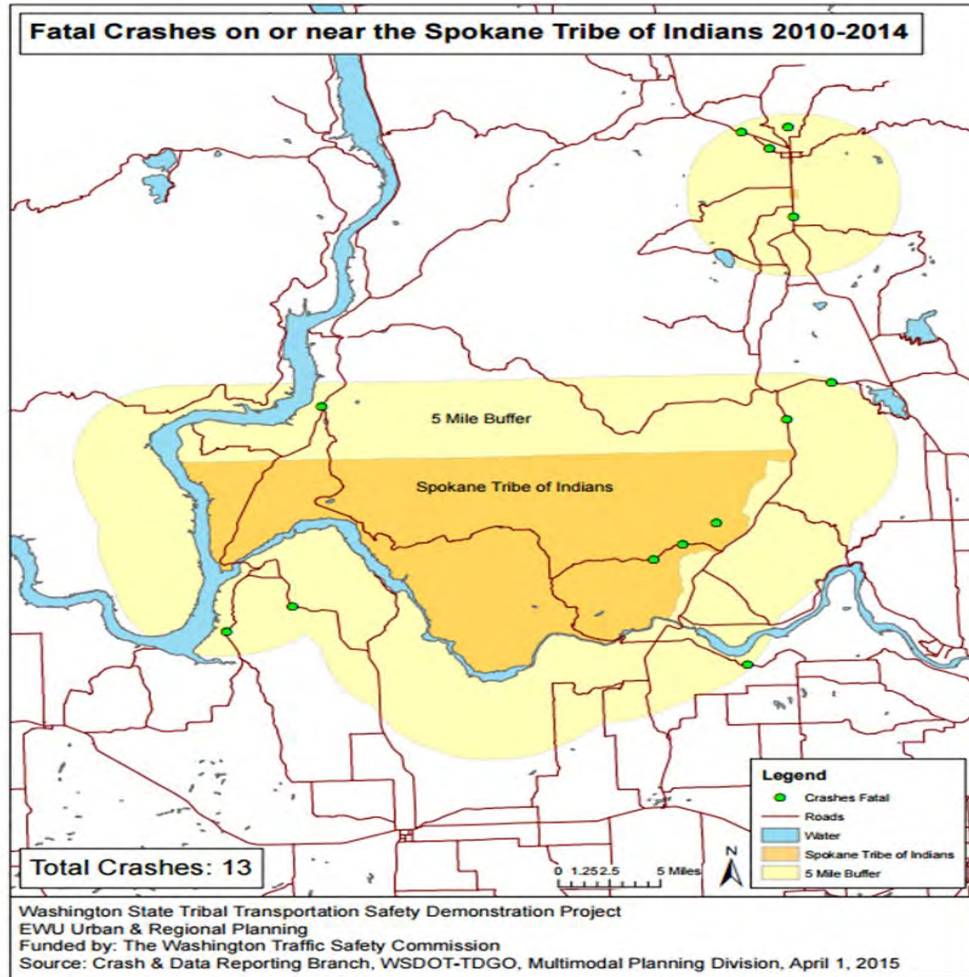 Fatal Crashes on or near the Spokane Tribe of Indians 2010-2014
5 Mile Buffer
Spokane Tribe of Indians
Legend
Crashes Fatal
Roads
Water
Spokane Tribe of Indians
5 Mile Buffer
N
0 1.252.5 5 Miles
Total Crashes: 13
Washington State Tribal Transportation Safety Demonstration Project
EWU Urban & Regional Planning
Funded by: The Washington Traffic Safety Commission
Source: Crash & Data Reporting Branch, WSDOT-TDGO, Multimodal Planning Division, April 1, 2015